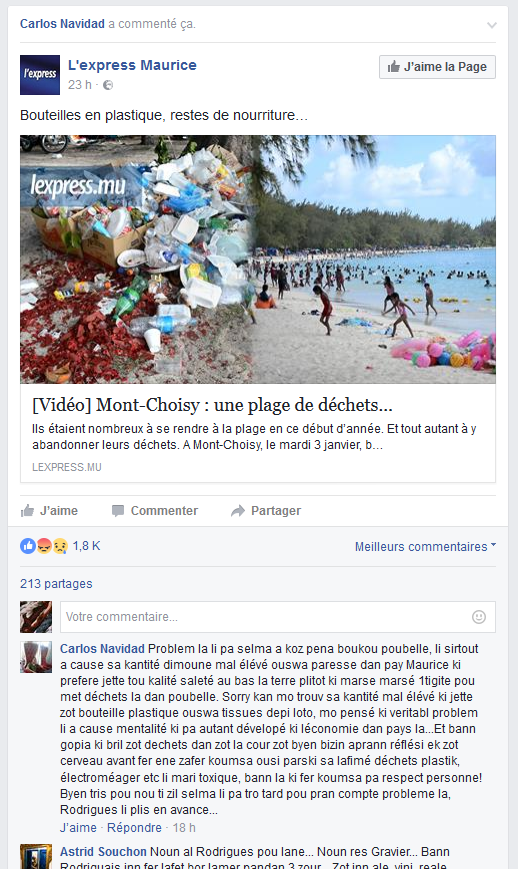 Carlos Navidad a commenté ça.
l'express
L'express Maurice
J'aime la Page
23 h ·
Bouteilles en plastique, restes de nourriture…
lexpress.mu
[Vidéo] Mont-Choisy : une plage de déchets...
Ils étaient nombreux à se rendre à la plage en ce début d'année. Et tout autant à y
abandonner leurs déchets. A Mont-Choisy, le mardi 3 janvier, b…
LEXPRESS.MU
J'aime Commenter Partager
1,8 K Meilleurs commentaires
213 partages
Votre commentaire...
Carlos Navidad Problem la li pa selma a koz pena boukou poubelle, li sirtout
a cause sa kantité dimoune mal élévé ouswa paresse dan pay Maurice ki
prefere jette tou kalité saleté au bas la terre plitot ki marse marsé 1tigite pou
met déchets la dan poubelle. Sorry kan mo trouv sa kantité mal élévé ki jette
zot bouteille plastique ouswa tissues depi loto, mo pensé ki veritabl problem
li a cause mentalité ki pa autant dévelopé ki léconomie dan pays la...Et bann
gopia ki bril zot dechets dan zot la cour zot byen bizin aprann réflési ek zot
cerveau avant fer ene zafer koumsa ousi parski sa lafimé déchets plastik,
électroméager etc li mari toxique, bann la ki fer koumsa pa respect personne!
Byen tris pou nou ti zil selma li pa tro tard pou pran compte probleme la,
Rodrigues li plis en avance...
J'aime · Répondre · 18 h
Astrid Souchon Noun al Rodrigues pou lane... Noun res Gravier... Bann
Rodriguais inn fer lafet bor lamer pandan 3 zour... Zot inn ale, vini, reale